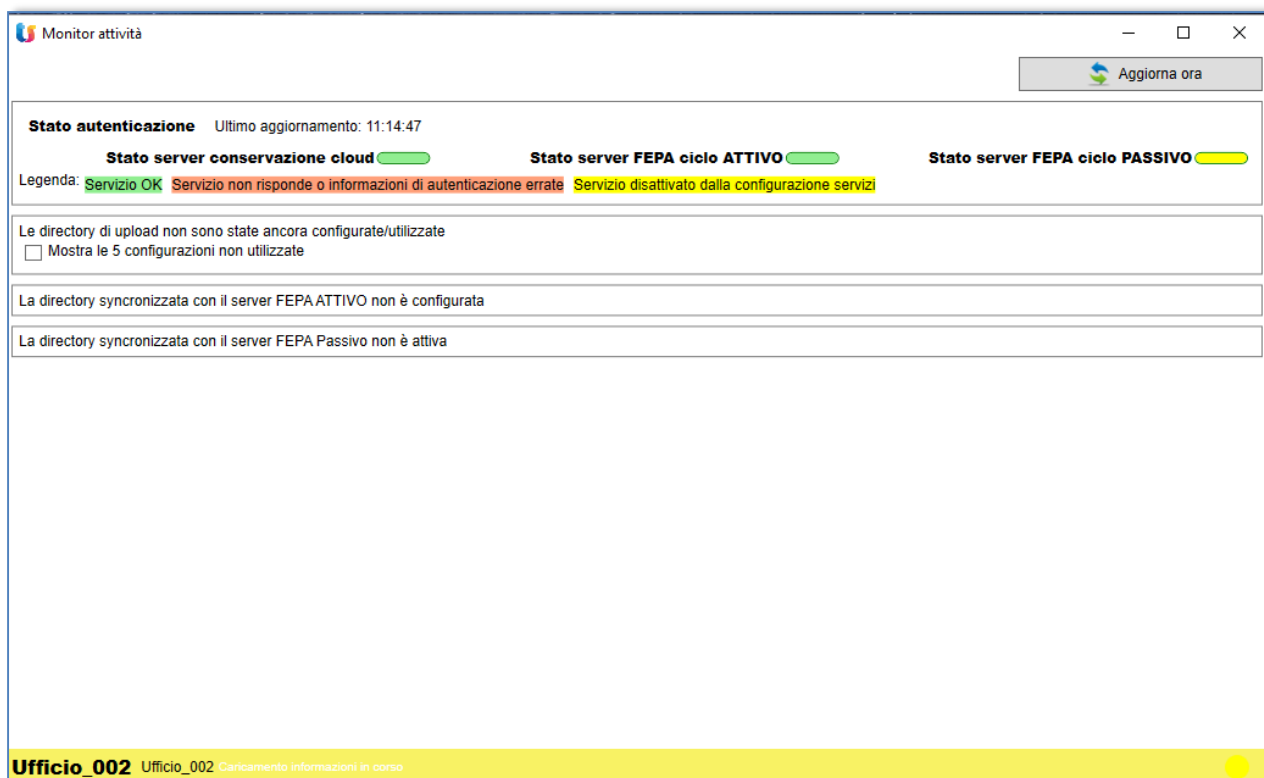 Monitor attività
Aggiorna ora
Stato autenticazione Ultimo aggiornamento: 11:14:47
Stato server conservazione cloud Stato server FEPA ciclo ATTIVO Stato server FEPA ciclo PASSIVO
Legenda: Servizio OK Servizio non risponde o informazioni di autenticazione errate Servizio disattivato dalla configurazione servizi
Le directory di upload non sono state ancora configurate/utilizzate
Mostra le 5 configurazioni non utilizzate
La directory syncronizzata con il server FEPA ATTIVO non è configurata
La directory syncronizzata con il server FEPA Passivo non è attiva
Ufficio_002 Ufficio_002 Caricamento informazioni in corso